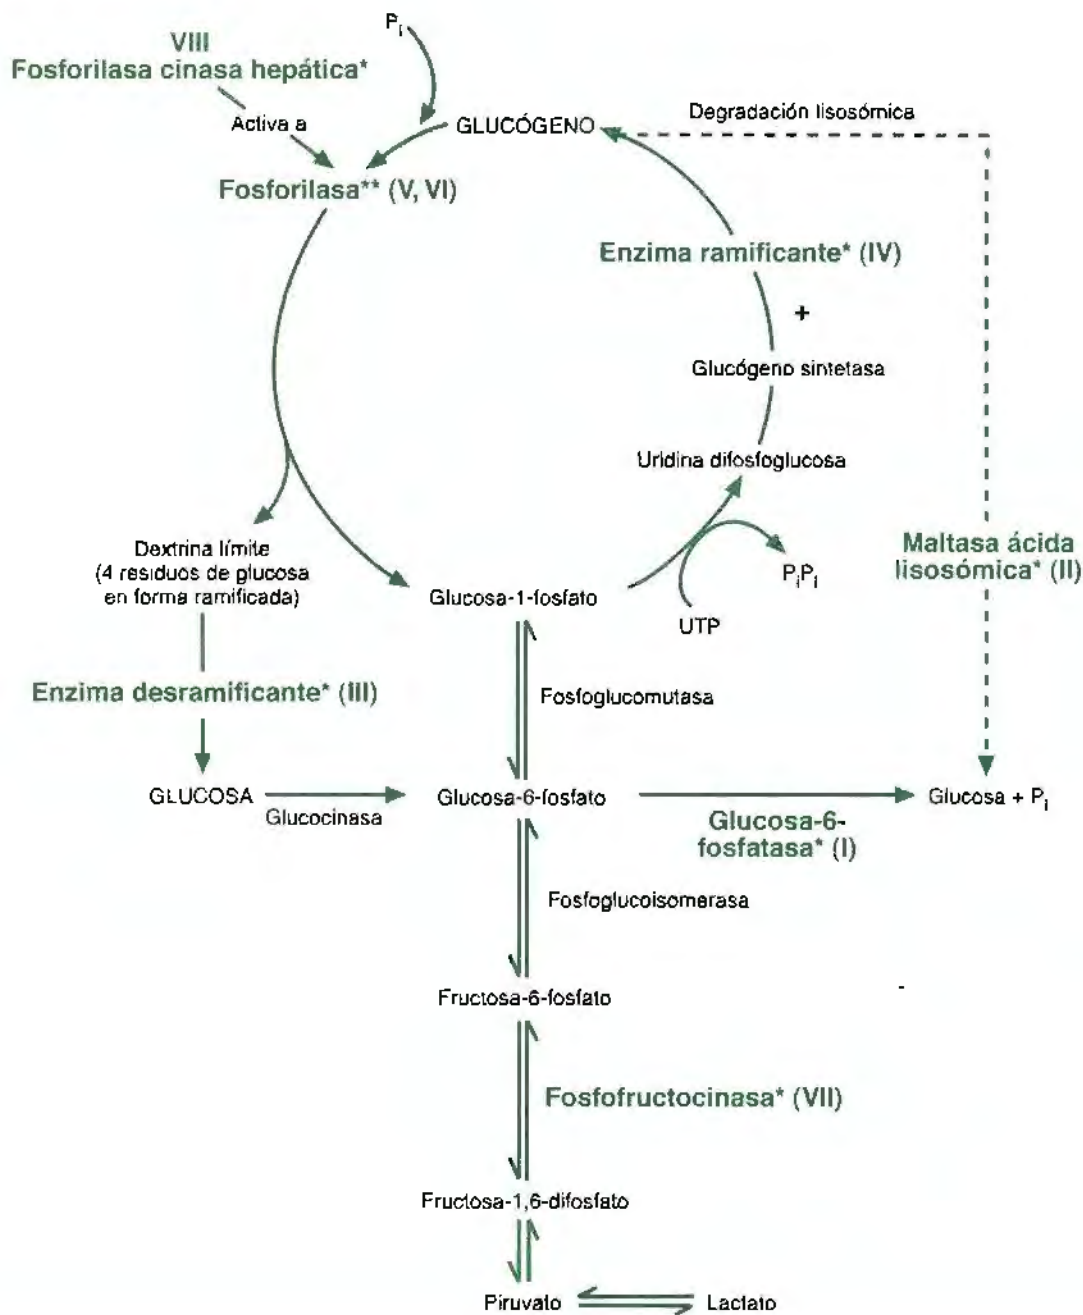 P_i
VIII
Fosforilasa cinasa hepática*
Activa a
GLUCÓGENO
Degradación lisosómica
Fosforilasa** (V, VI)
Enzima ramificante* (IV)
+
Glucógeno sintetasa
Uridina difosfoglucosa
Dextrina límite
(4 residuos de glucosa
en forma ramificada)
Maltasa ácida
lisosómica* (II)
P_iP_i
Glucosa-1-fosfato
UTP
Enzima desramificante* (III)
Fosfoglucomutasa
GLUCOSA
Glucocinasa
Glucosa-6-fosfato
Glucosa-6-
fosfatasa* (I)
Glucosa + P_i
Fosfoglucoisomerasa
Fructosa-6-fosfato
Fosfofructocinasa* (VII)
Fructosa-1,6-difosfato
Piruvato
Lactato